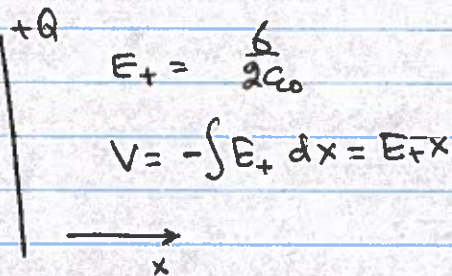 +Q
E₊ = σ / 2ε₀
V = -∫E₊ dx = E₊x
x